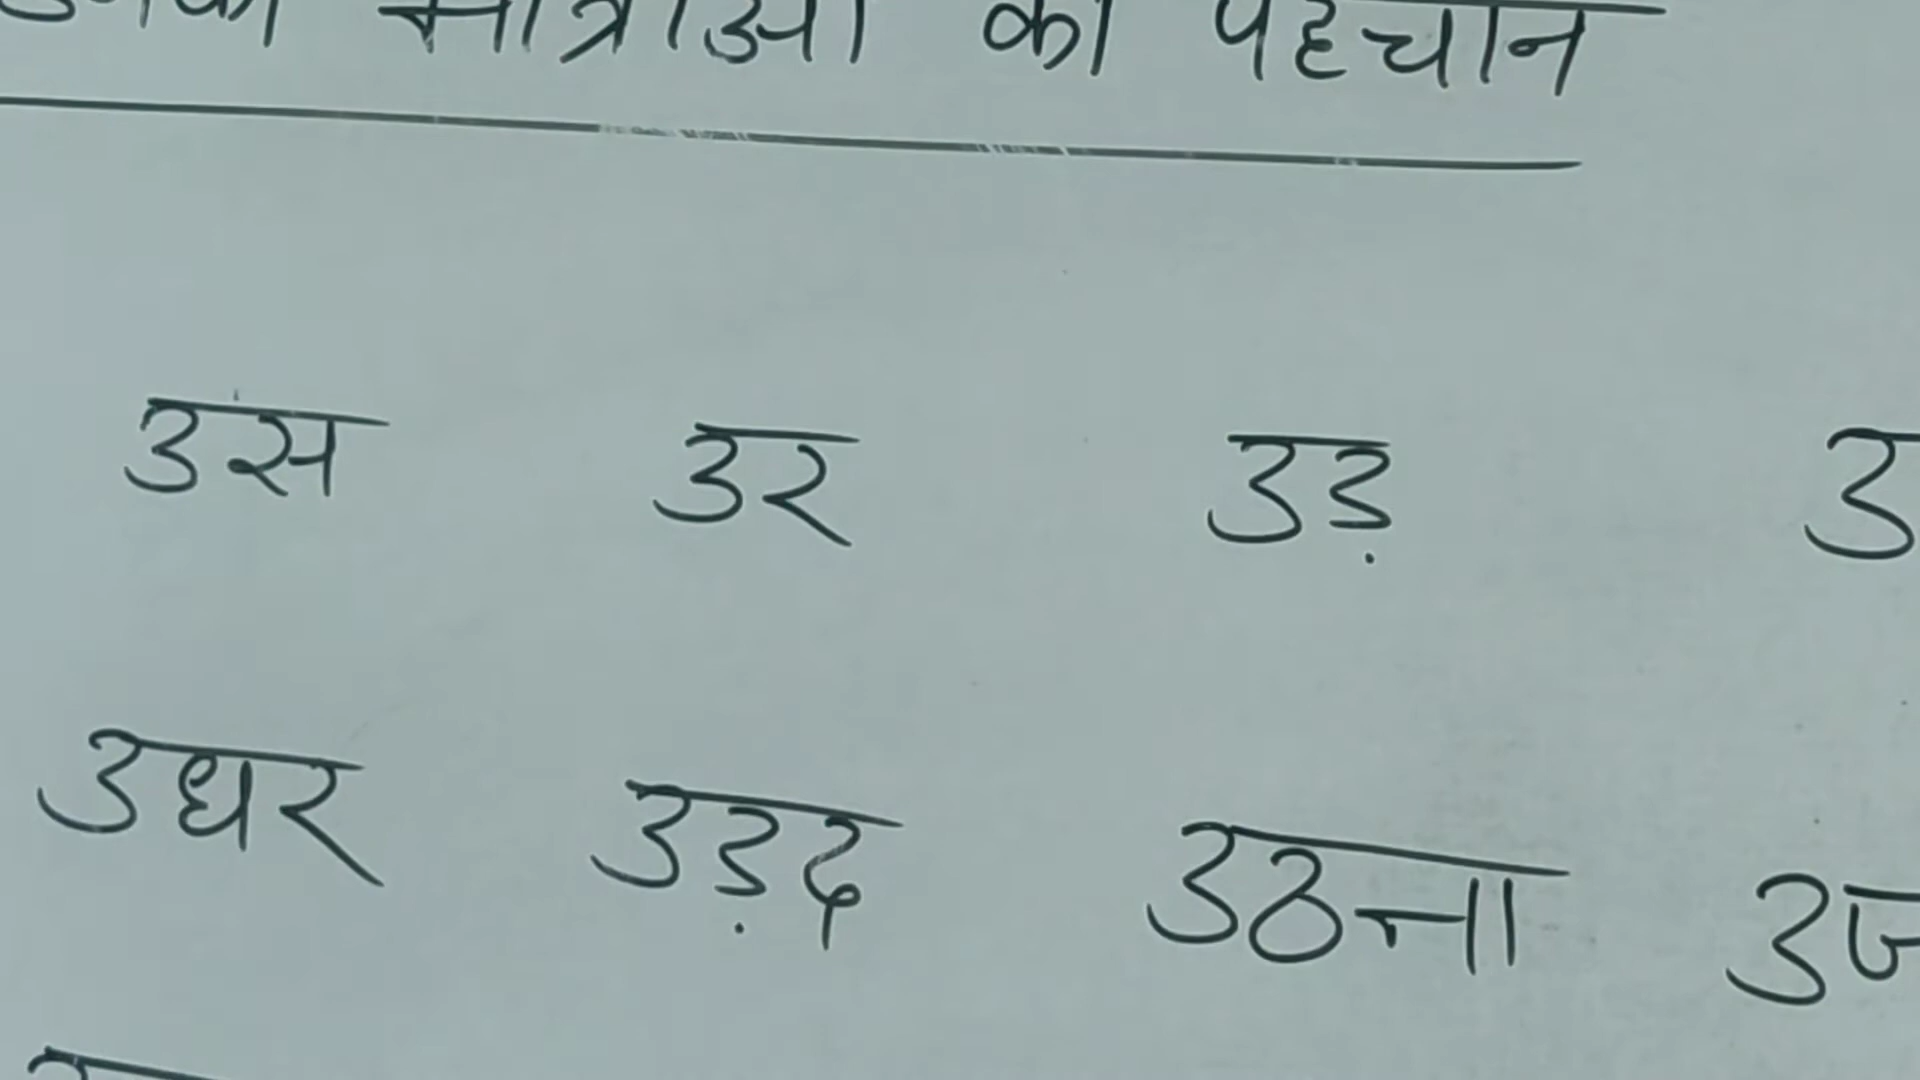 मात्राओं की पहचान
उस उर उड़
उधर उड़द उठना